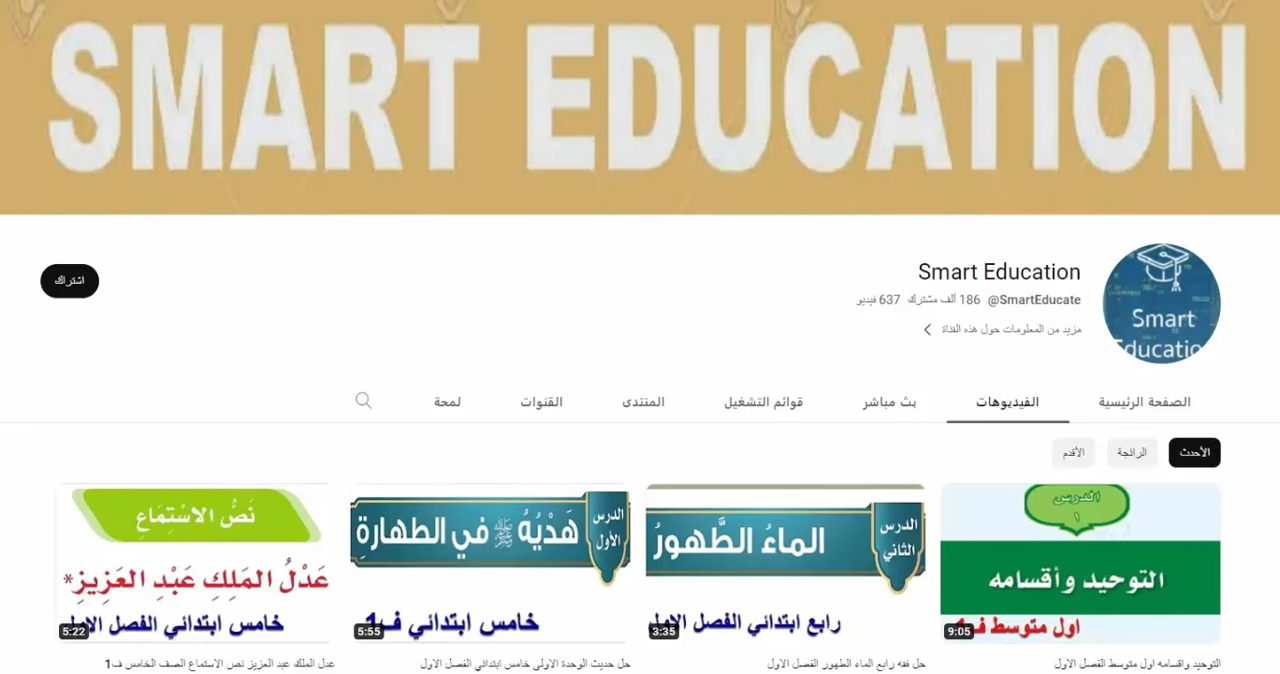 SMART EDUCATION
Smart Education
@SmartEducate 186 ألف مشترك 637 فيديو
مزيد من المعلومات حول هذه القناة
اشتراك
Smart
Educatio
الصفحة الرئيسية
الفيديوهات
بث مباشر
قوائم التشغيل
المنتدى
القنوات
لمحة
الأحدث
الرائجة
الأقدم
الدرس
١
التوحيد وأقسامه
اول متوسط ف1
9:05
التوحيد واقسامه اول متوسط الفصل الاول
الدرس
الثاني
الماءُ الطَّهورُ
رابع ابتدائي الفصل الاول
3:35
حل فقه رابع الماء الطهور الفصل الاول
الدرس
الأول
هَدْيُهُ ﷺ في الطهارةِ
خامس ابتدائي ف1
5:55
حل حديث الوحدة الاولى خامس ابتدائي الفصل الاول
نَصُّ الاسْتِمَاعِ
عَدْلُ المَلِكِ عَبْدِ العَزِيزِ*
خامس ابتدائي الفصل الاول
5:22
عدل الملك عبد العزيز نص الاستماع الصف الخامس ف1